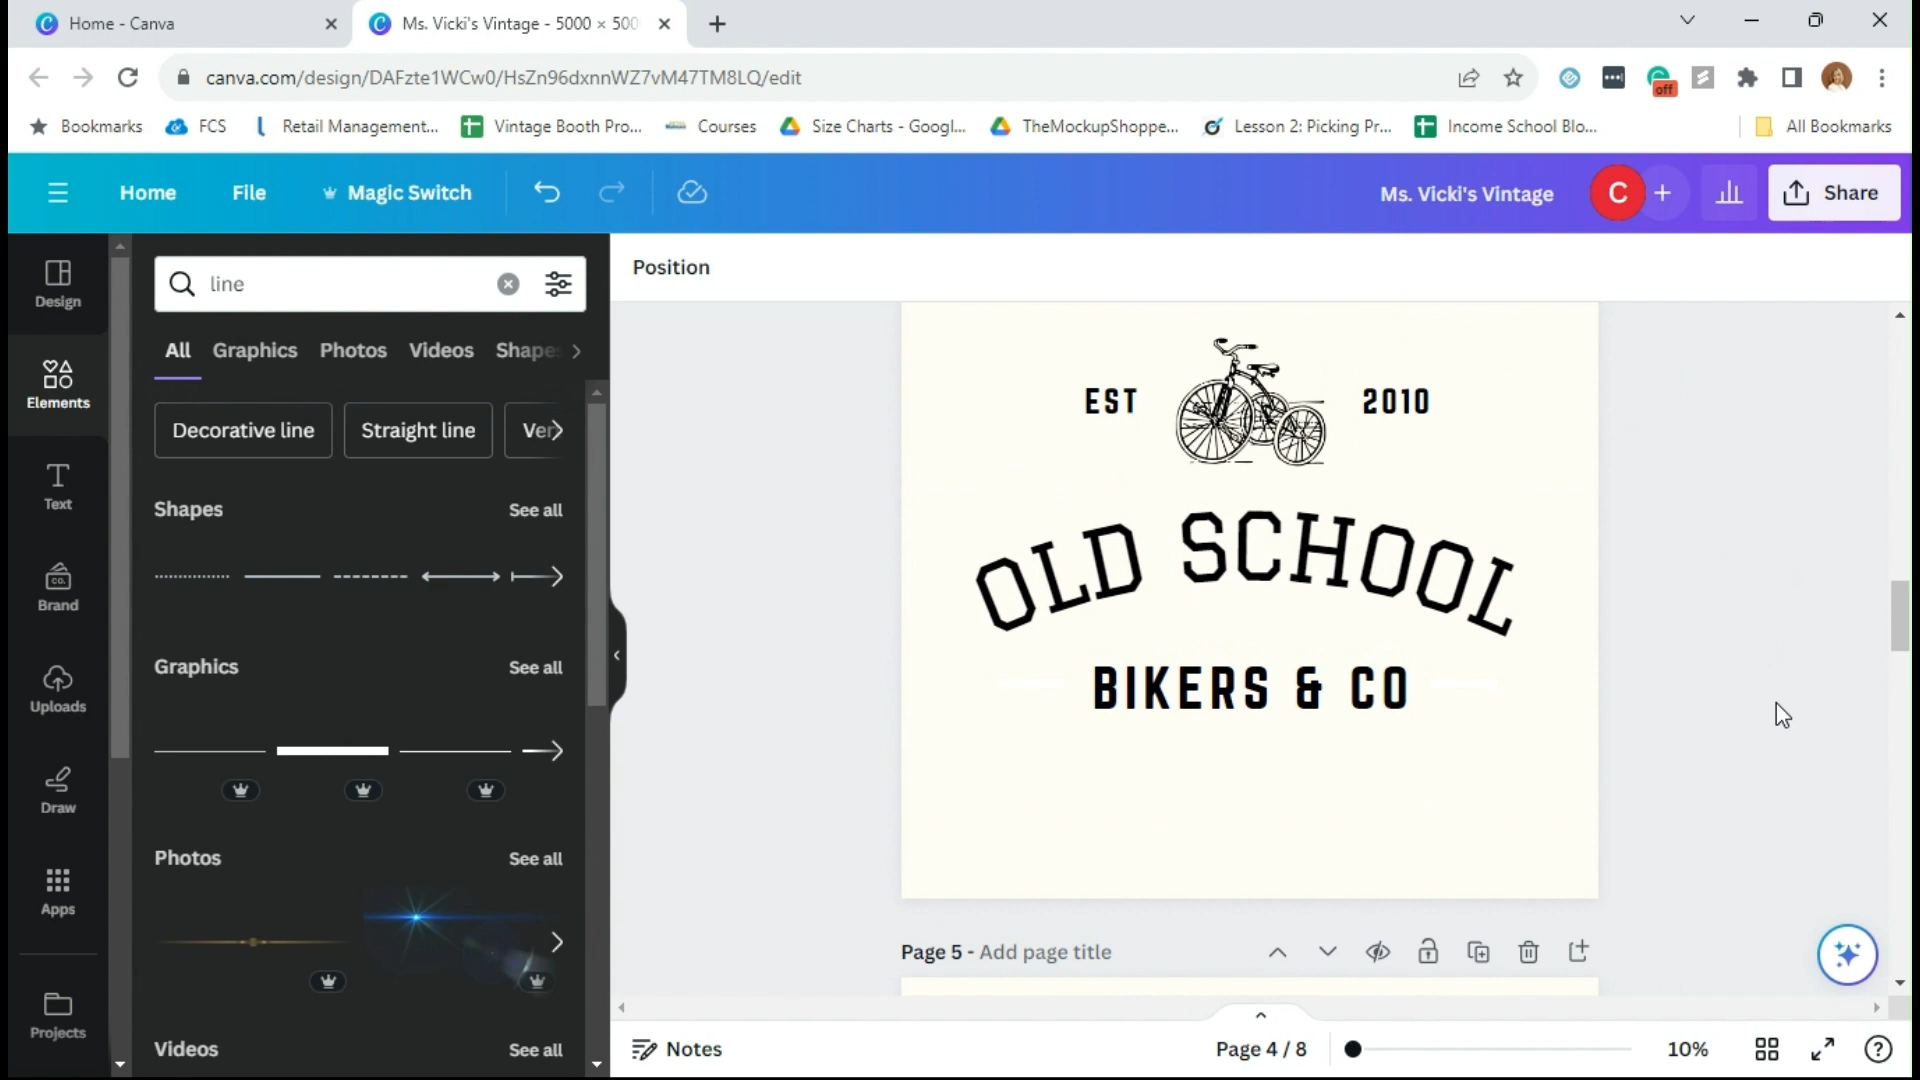 Home - Canva
Ms. Vicki's Vintage - 5000 × 500
canva.com/design/DAFzte1WCw0/HsZn96dxnnWZ7vM47TM8LQ/edit
off
Bookmarks
FCS
Retail Management...
Vintage Booth Pro...
Courses
Size Charts - Googl...
TheMockupShoppe...
Lesson 2: Picking Pr...
Income School Blo...
All Bookmarks
Home
File
Magic Switch
Ms. Vicki's Vintage
C
Share
Design
Elements
Text
CO.
Brand
Uploads
Draw
Apps
Projects
line
All
Graphics
Photos
Videos
Shapes
Decorative line
Straight line
Ver
Shapes
See all
Graphics
See all
Photos
See all
Videos
See all
Position
EST
2010
OLD SCHOOL
BIKERS & CO
Page 5 - Add page title
Notes
Page 4 / 8
10%